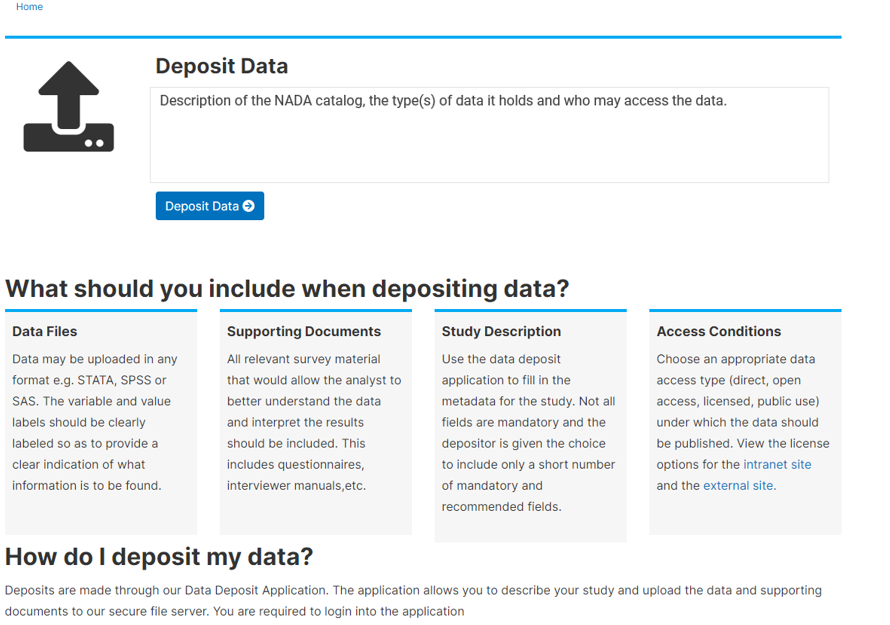 Home
Deposit Data
Description of the NADA catalog, the type(s) of data it holds and who may access the data.
Deposit Data
What should you include when depositing data?
Data Files
Data may be uploaded in any
format e.g. STATA, SPSS or
SAS. The variable and value
labels should be clearly
labeled so as to provide a
clear indication of what
information is to be found.
Supporting Documents
All relevant survey material
that would allow the analyst to
better understand the data
and interpret the results
should be included. This
includes questionnaires,
interviewer manuals,etc.
Study Description
Use the data deposit
application to fill in the
metadata for the study. Not all
fields are mandatory and the
depositor is given the choice
to include only a short number
of mandatory and
recommended fields.
Access Conditions
Choose an appropriate data
access type (direct, open
access, licensed, public use)
under which the data should
be published. View the license
options for the intranet site
and the external site.
How do I deposit my data?
Deposits are made through our Data Deposit Application. The application allows you to describe your study and upload the data and supporting
documents to our secure file server. You are required to login into the application